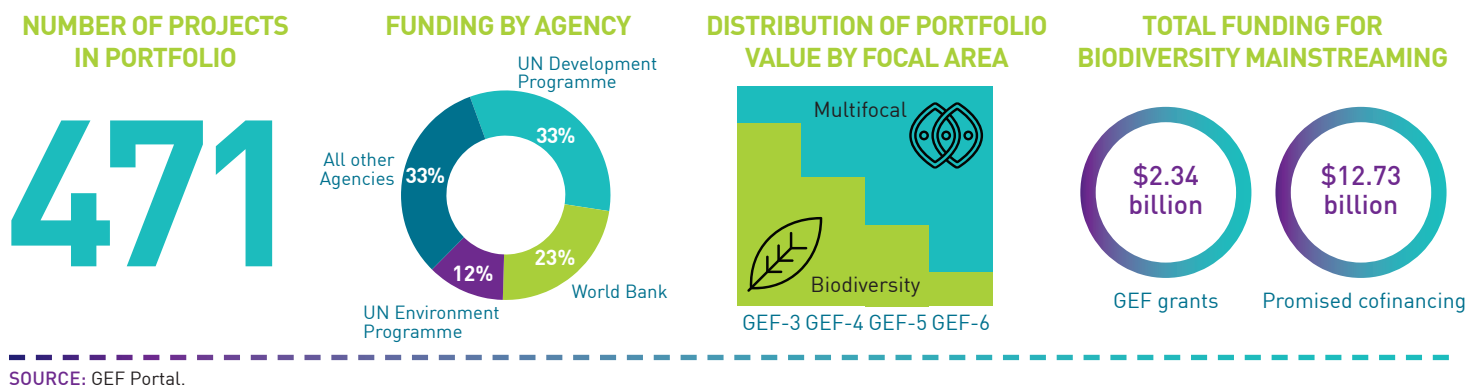 NUMBER OF PROJECTS
IN PORTFOLIO
471
FUNDING BY AGENCY
UN Development
Programme
33%
All other
Agencies
33%
23%
12%
World Bank
UN Environment
Programme
DISTRIBUTION OF PORTFOLIO
VALUE BY FOCAL AREA
Multifocal
Biodiversity
GEF-3 GEF-4 GEF-5 GEF-6
TOTAL FUNDING FOR
BIODIVERSITY MAINSTREAMING
$2.34
billion
GEF grants
$12.73
billion
Promised cofinancing
SOURCE: GEF Portal.